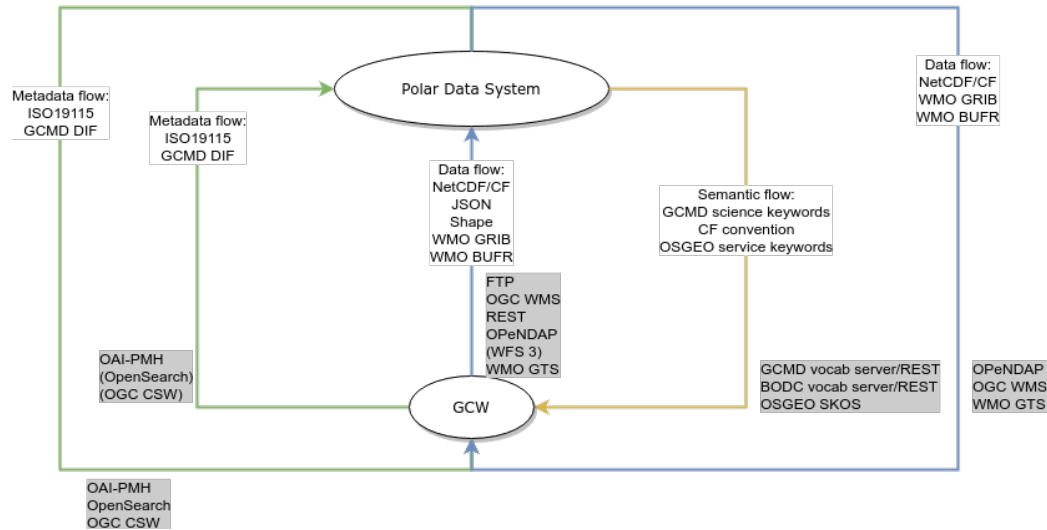 Polar Data System
Metadata flow:
ISO19115
GCMD DIF
Metadata flow:
ISO19115
GCMD DIF
Data flow:
NetCDF/CF
JSON
Shape
WMO GRIB
WMO BUFR
Semantic flow:
GCMD science keywords
CF convention
OSGEO service keywords
Data flow:
NetCDF/CF
WMO GRIB
WMO BUFR
FTP
OGC WMS
REST
OPeNDAP
(WFS 3)
WMO GTS
OAI-PMH
(OpenSearch)
(OGC CSW)
GCW
GCMD vocab server/REST
BODC vocab server/REST
OSGEO SKOS
OPeNDAP
OGC WMS
WMO GTS
OAI-PMH
OpenSearch
OGC CSW